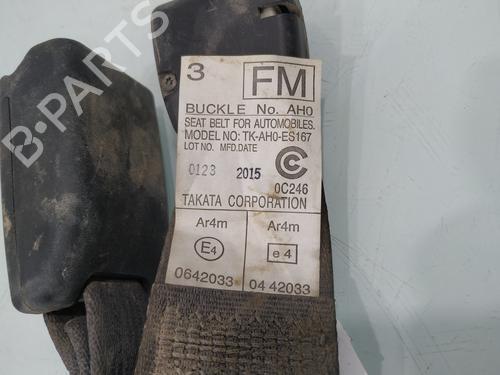 B-PARTS
3 FM
BUCKLE No. AH0
SEAT BELT FOR AUTOMOBILES.
MODEL NO: TK-AH0-ES167
LOT NO. MFD.DATE
0123 2015
0C246
TAKATA CORPORATION
Ar4m Ar4m
E4 e4
0642033 04 42033